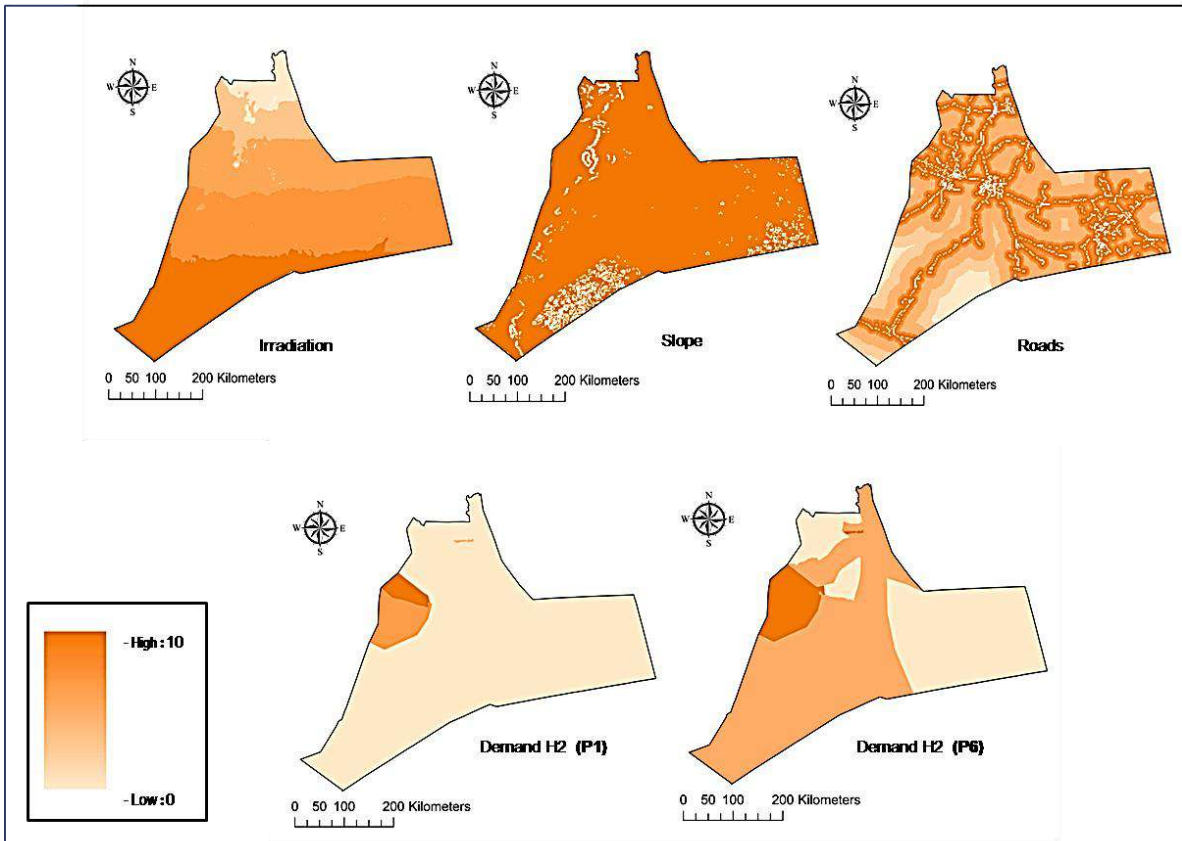 N
W E
S
Irradiation
0 50 100 200 Kilometers
N
W E
S
Slope
0 50 100 200 Kilometers
N
W E
S
Roads
0 50 100 200 Kilometers
N
W E
S
Demand H2 (P1)
0 50 100 200 Kilometers
N
W E
S
Demand H2 (P6)
0 50 100 200 Kilometers
- High : 10
- Low : 0